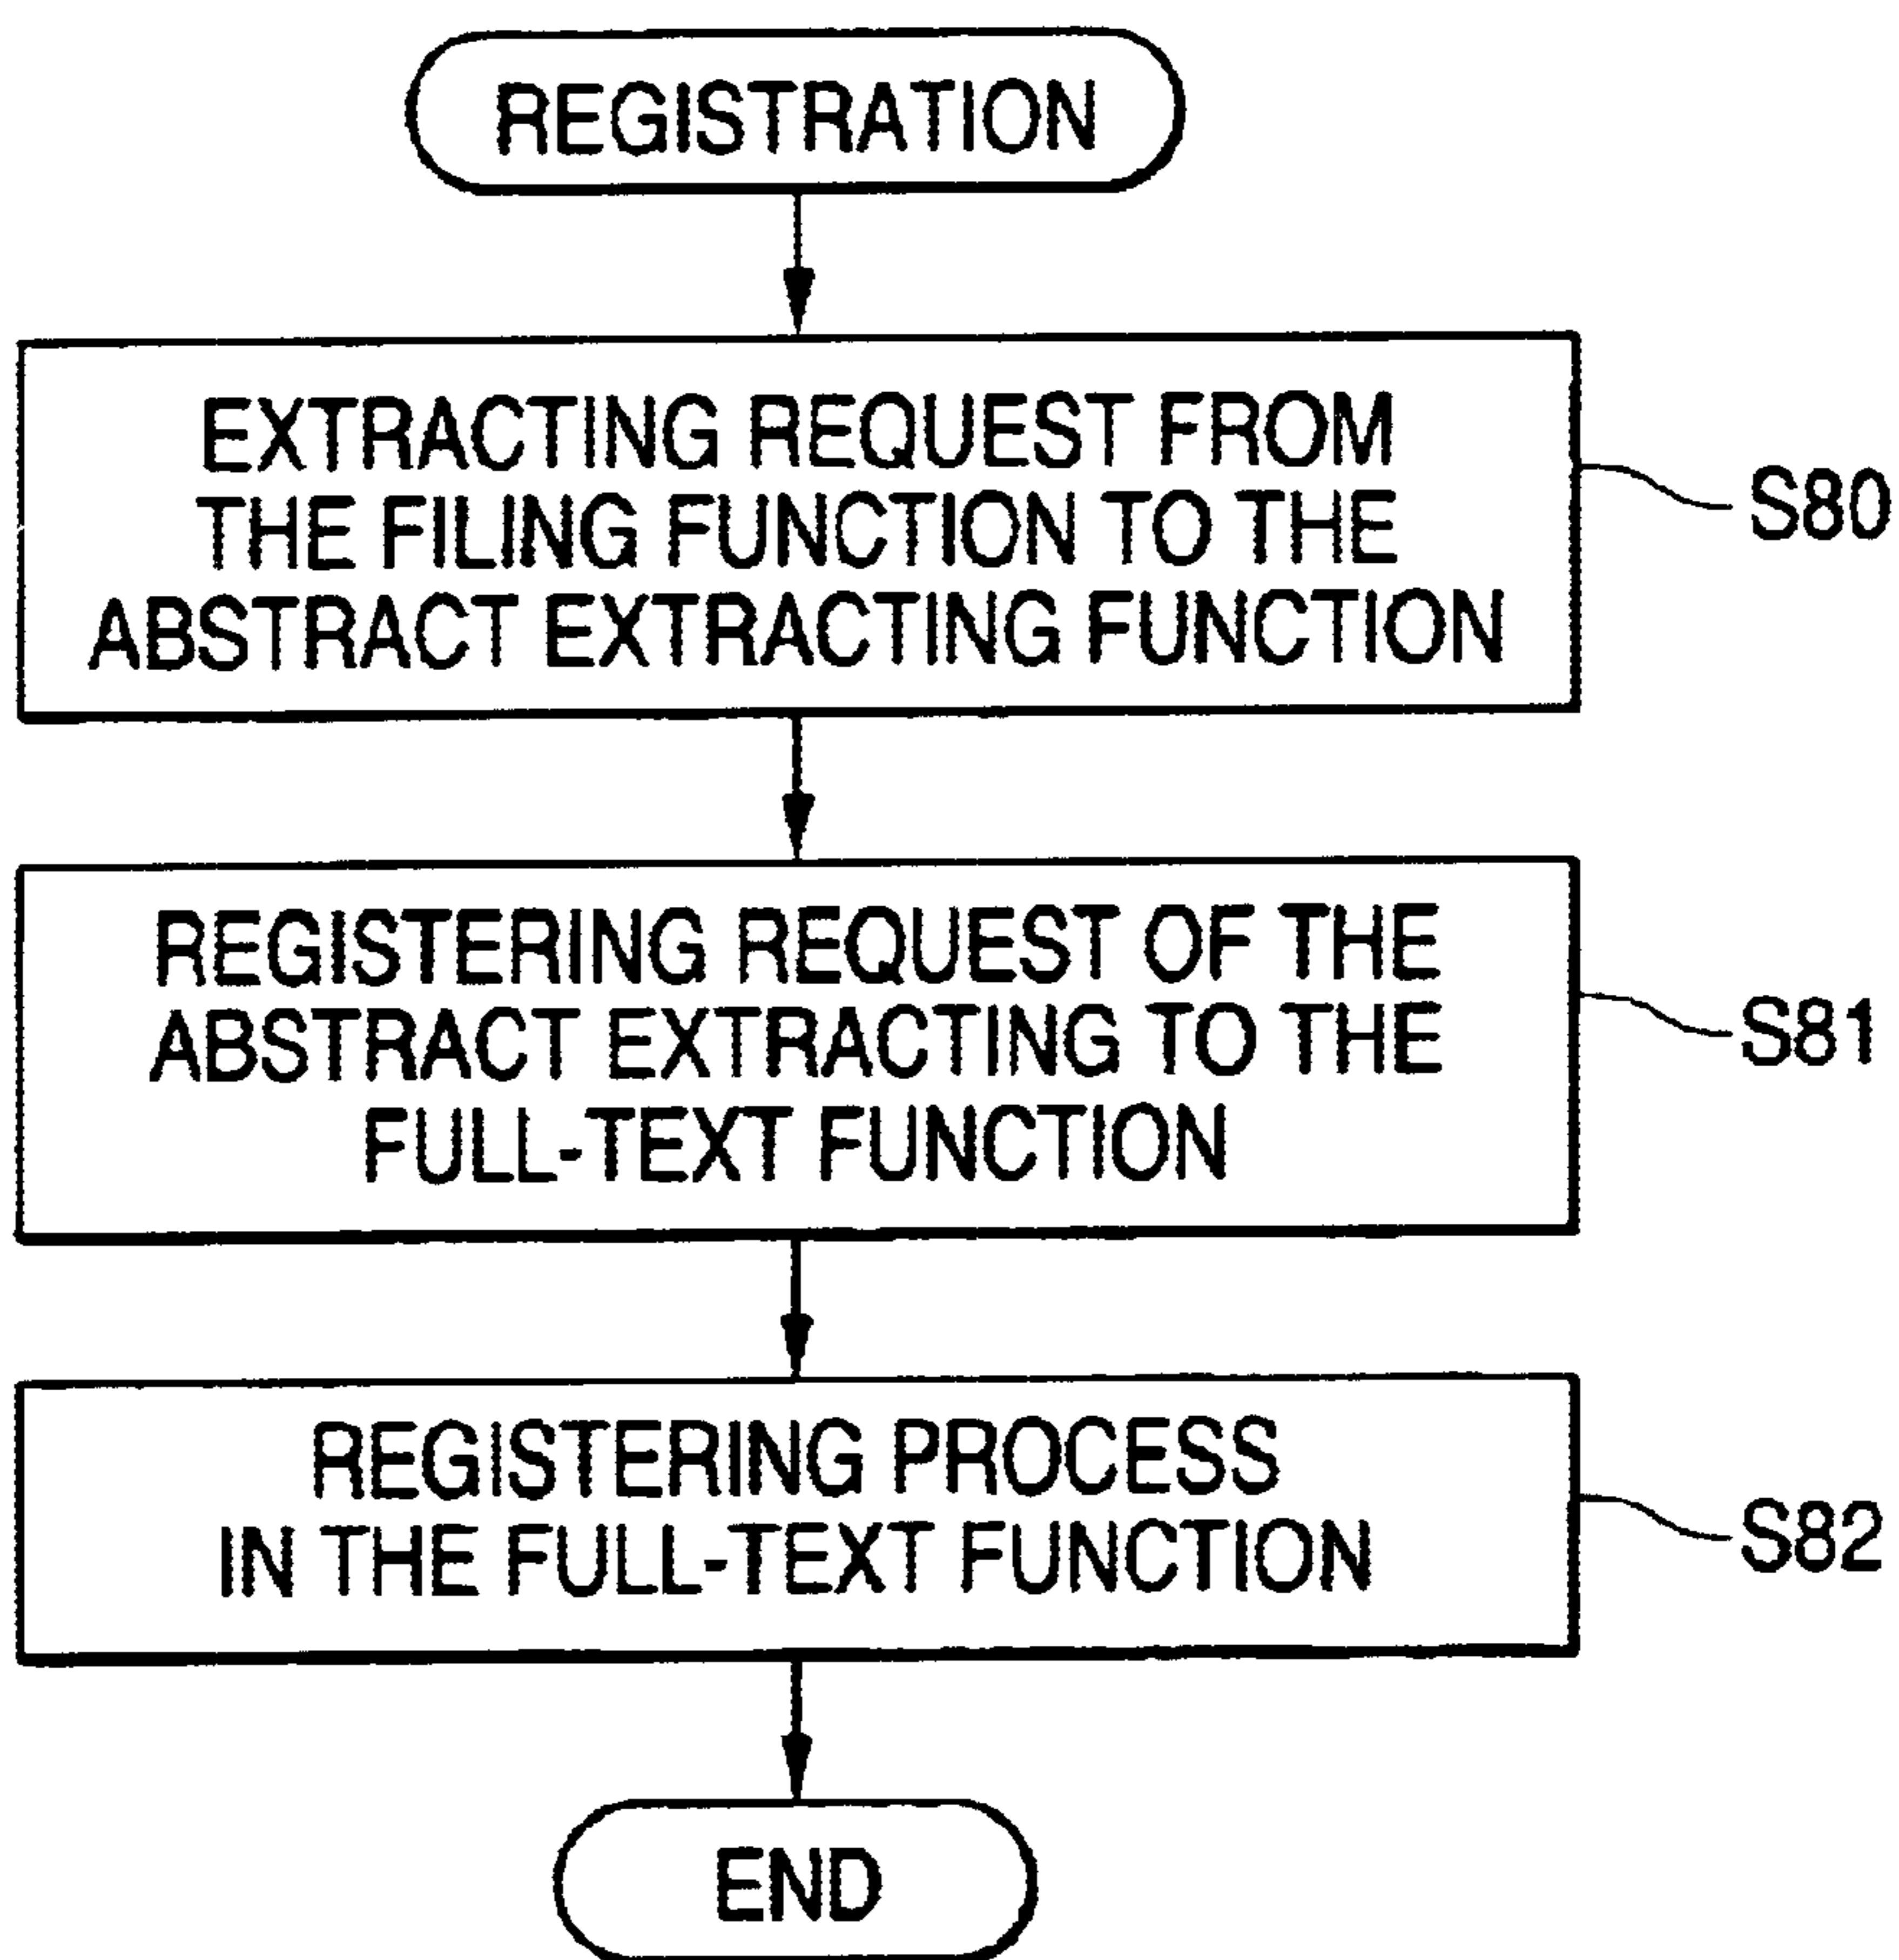 REGISTRATION
EXTRACTING REQUEST FROM
THE FILING FUNCTION TO THE
ABSTRACT EXTRACTING FUNCTION
S80
REGISTERING REQUEST OF THE
ABSTRACT EXTRACTING TO THE
FULL-TEXT FUNCTION
S81
REGISTERING PROCESS
IN THE FULL-TEXT FUNCTION
S82
END